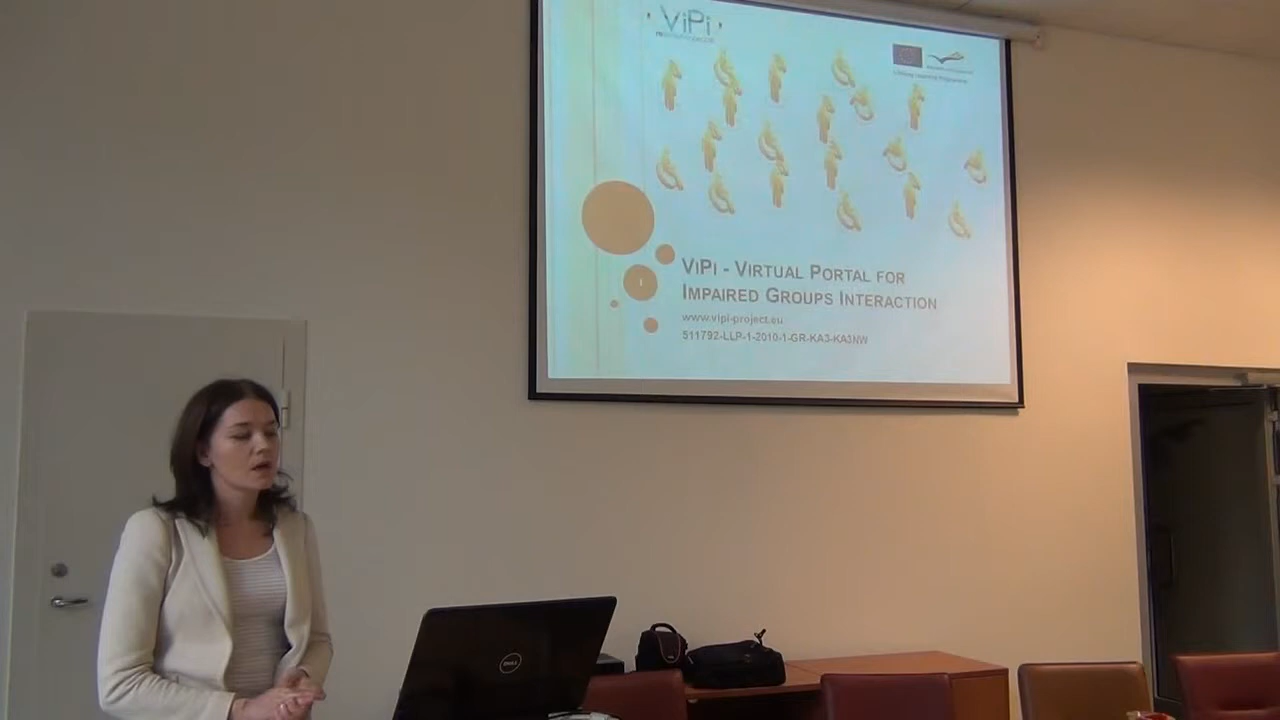 ViPi
ViPi - Virtual Portal for
Impaired Groups Interaction
www.vipi-project.eu
511792-LLP-1-2010-1-GR-KA3-KA3NW
DELL